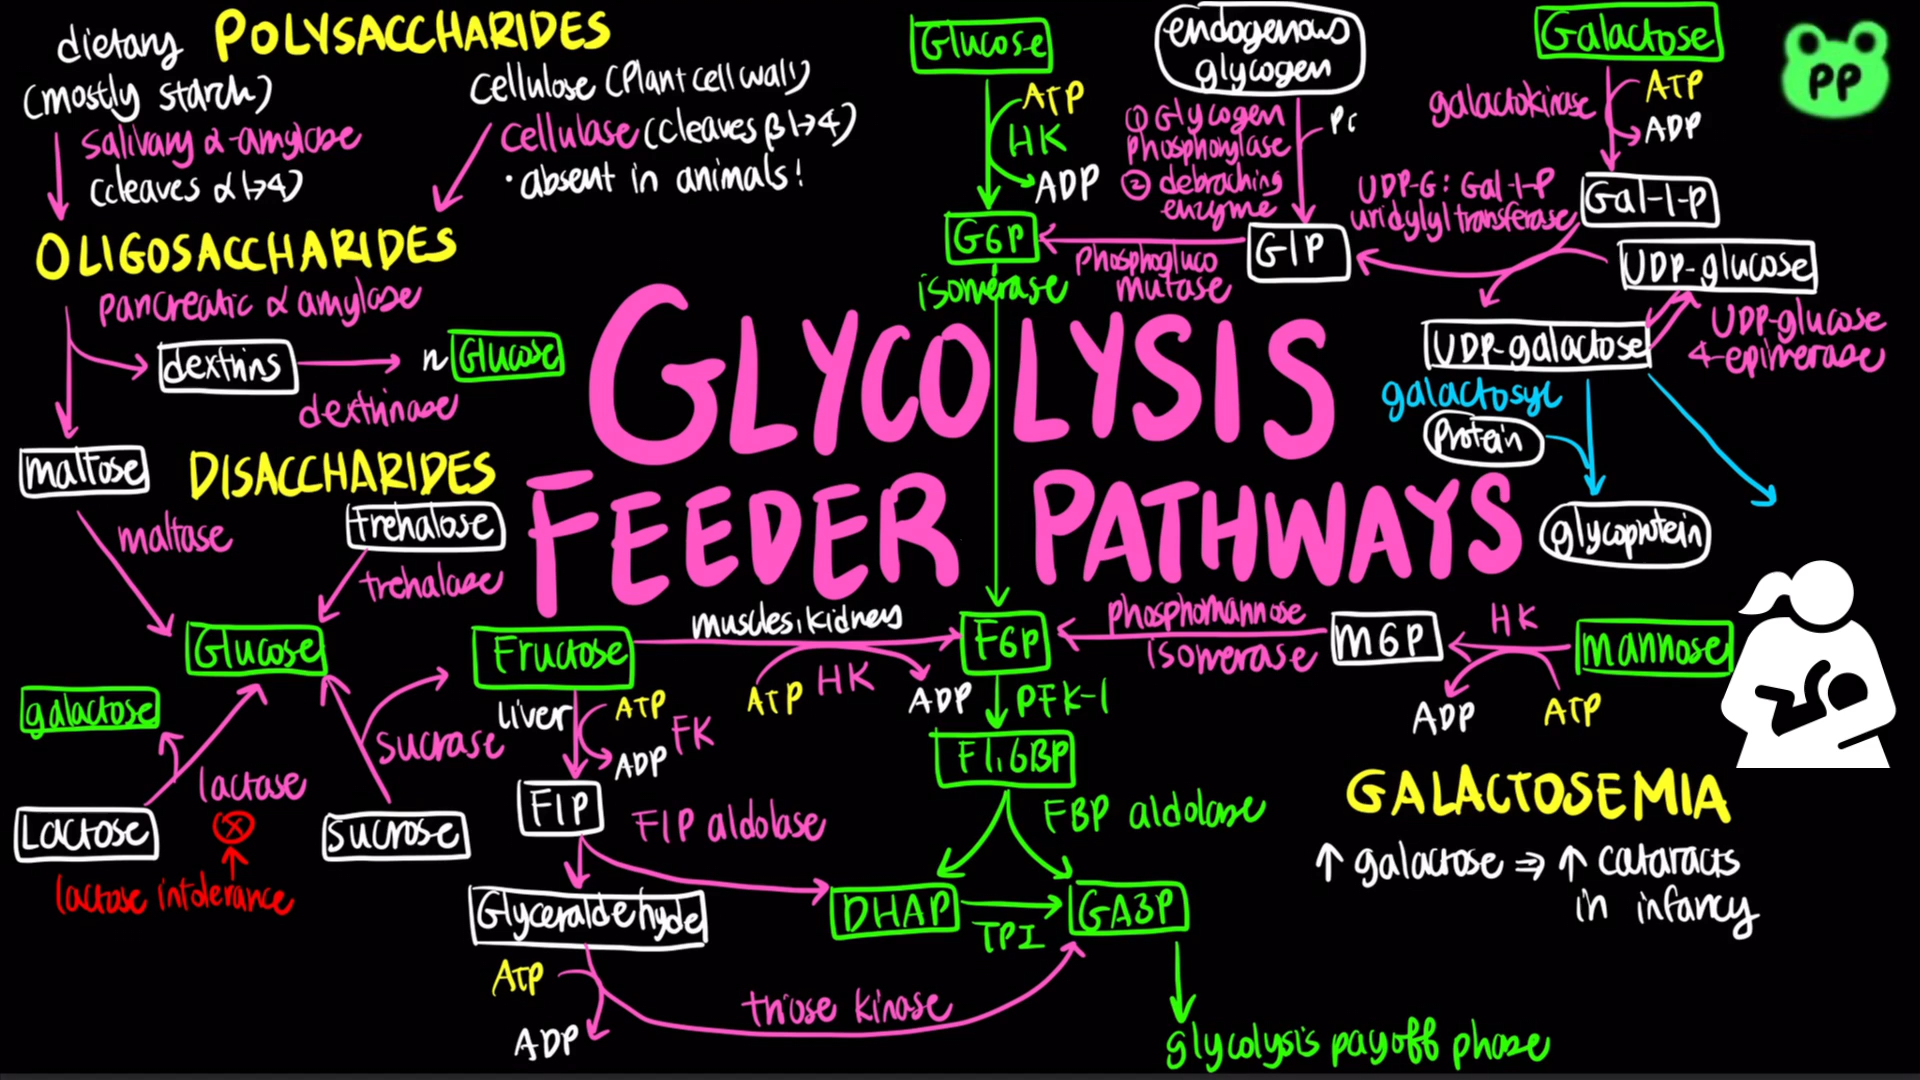 dietary POLYSACCHARIDES
(mostly starch)
salivary α-amylase
(cleaves α1→4)
cellulose (plant cell wall)
cellulase (cleaves β1→4)
• absent in animals!
OLIGOSACCHARIDES
pancreatic α amylase
dextrins
n Glucose
dextrinase
maltose
DISACCHARIDES
maltase
trehalose
trehalase
Glucose
galactose
lactase
Lactose
lactose intolerance
sucrase
sucrose
Glucose
ATP
HK
ADP
G6P
isomerase
endogenous
glycogen
① Glycogen
phosphorylase
② debraching
enzyme
Pi
G1P
phosphogluco
mutase
Galactose
PP
galactokinase
ATP
ADP
UDP-G: Gal-1-P
uridylyl transferase
Gal-1-P
UDP-glucose
UDP-galactose
UDP-glucose
4-epimerase
galactosyl
protein
glycoprotein
GLYCOLYSIS
FEEDER PATHWAYS
Fructose
muscles, kidney
ATP HK ADP
F6P
phosphomannose
isomerase
M6P
HK
mannose
ADP
ATP
liver
ATP
FK
ADP
PFK-1
F1,6BP
F1P
F1P aldolase
FBP aldolase
Glyceraldehyde
DHAP
TPI
GA3P
ATP
ADP
triose kinase
glycolysis payoff phase
GALACTOSEMIA
↑ galactose ⇒ ↑ cataracts
in infancy